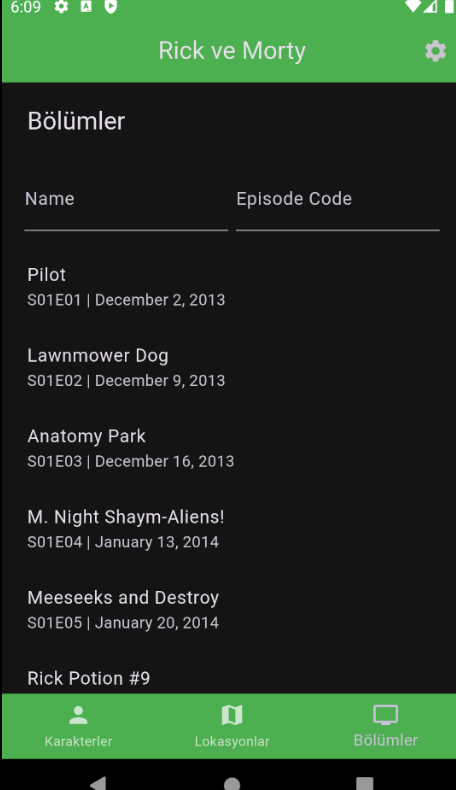 6:09
Rick ve Morty
Bölümler
Name
Episode Code
Pilot
S01E01 | December 2, 2013
Lawnmower Dog
S01E02 | December 9, 2013
Anatomy Park
S01E03 | December 16, 2013
M. Night Shaym-Aliens!
S01E04 | January 13, 2014
Meeseeks and Destroy
S01E05 | January 20, 2014
Rick Potion #9
Karakterler
Lokasyonlar
Bölümler